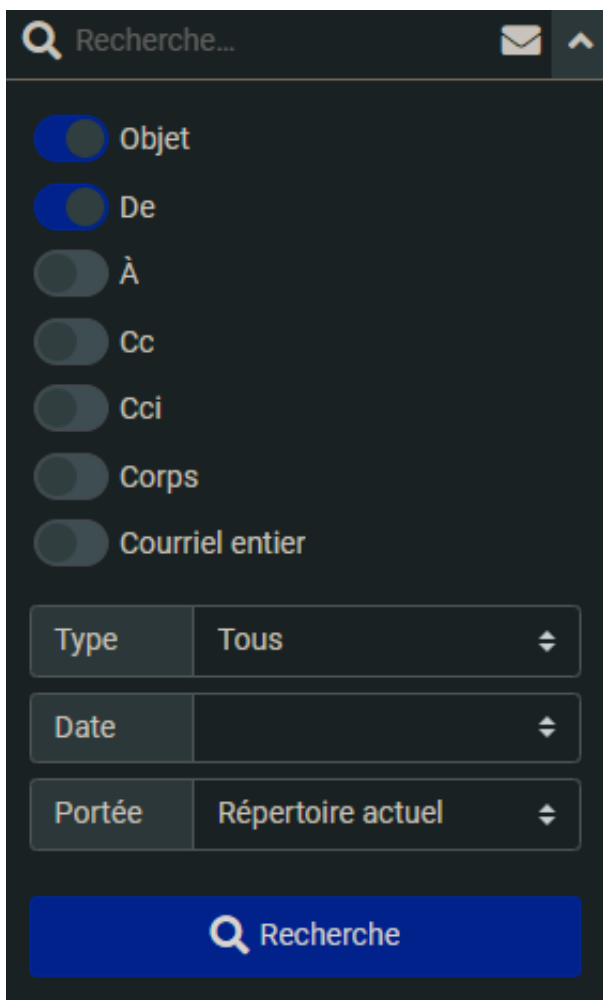 Recherche...
Objet
De
À
Cc
Cci
Corps
Courriel entier
Type Tous
Date
Portée Répertoire actuel
Recherche